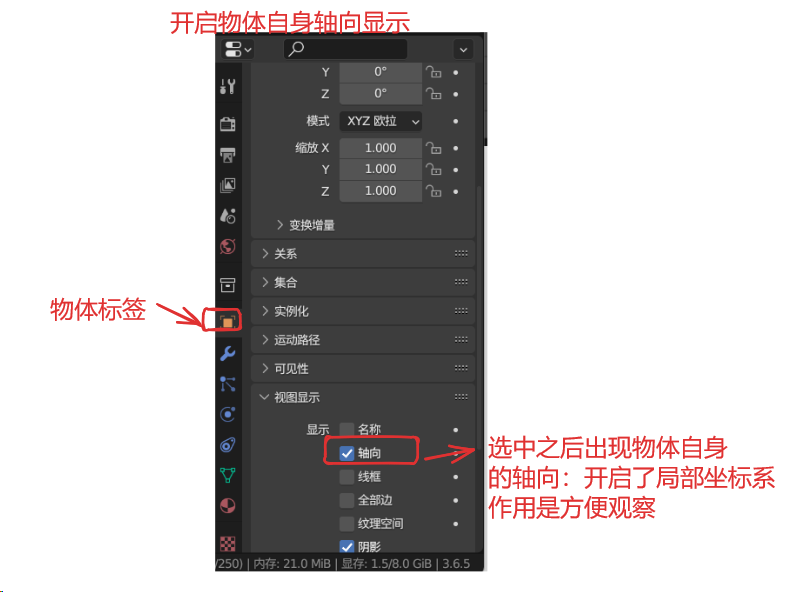 开启物体自身轴向显示
Y 0°
Z 0°
模式 XYZ 欧拉
缩放 X 1.000
Y 1.000
Z 1.000
变换增量
关系
集合
实例化
物体标签
运动路径
可见性
视图显示
显示 名称
轴向
线框
全部边
纹理空间
阴影
选中之后出现物体自身
的轴向：开启了局部坐标系
作用是方便观察
/250) | 内存: 21.0 MiB | 显存: 1.5/8.0 GiB | 3.6.5